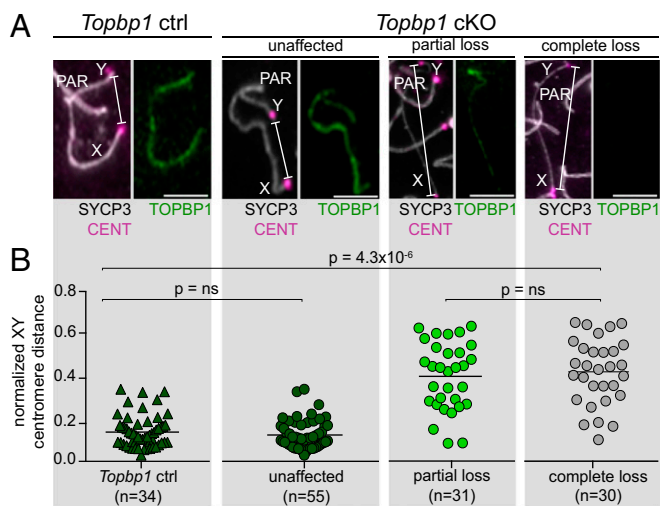 A
Topbp1 ctrl
Topbp1 cKO
unaffected
partial loss
complete loss
PAR Y X
PAR Y X
Y PAR X
Y PAR X
SYCP3 TOPBP1 SYCP3 TOPBP1 SYCP3 TOPBP1 SYCP3 TOPBP1
CENT CENT CENT CENT
B
p = 4.3x10⁻⁶
p = ns
p = ns
normalized XY
centromere distance
0.8
0.4
0.2
0.0
Topbp1 ctrl unaffected partial loss complete loss
(n=34) (n=55) (n=31) (n=30)